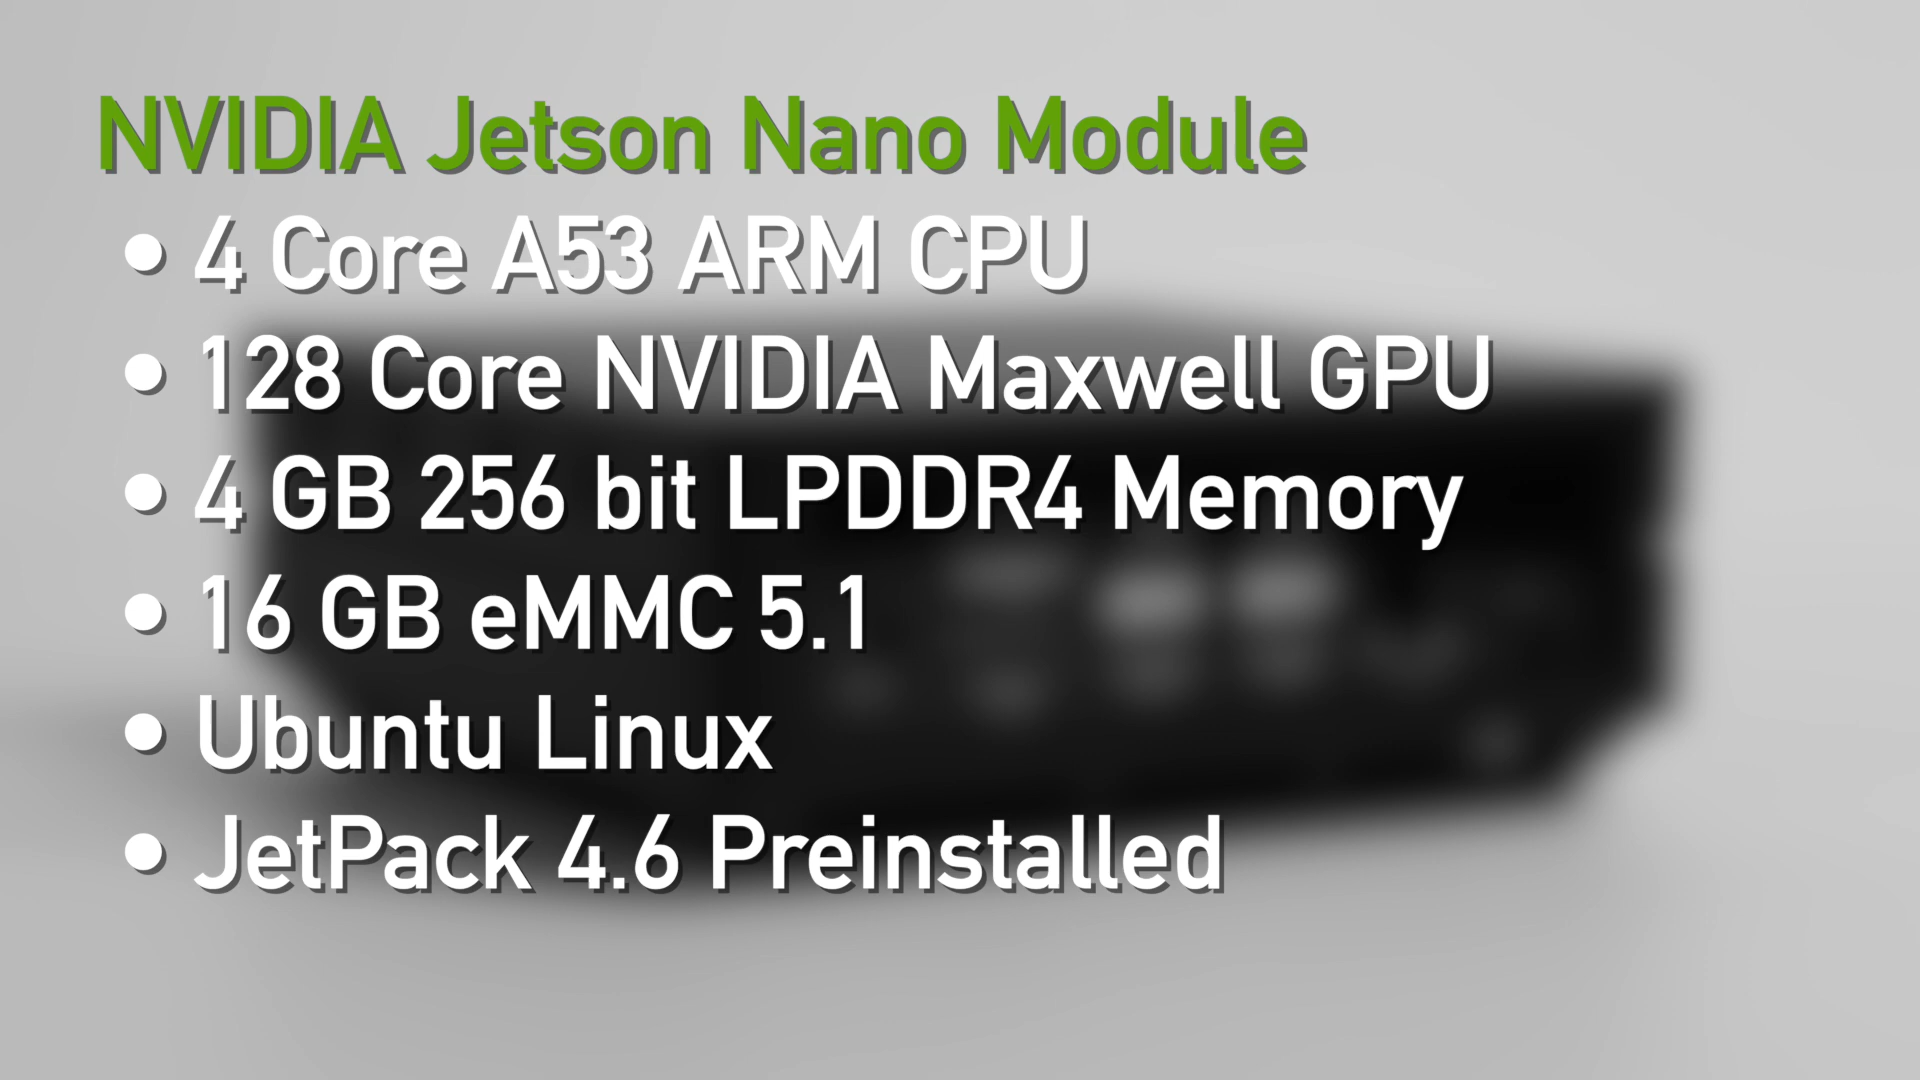 NVIDIA Jetson Nano Module
• 4 Core A53 ARM CPU
• 128 Core NVIDIA Maxwell GPU
• 4 GB 256 bit LPDDR4 Memory
• 16 GB eMMC 5.1
• Ubuntu Linux
• JetPack 4.6 Preinstalled